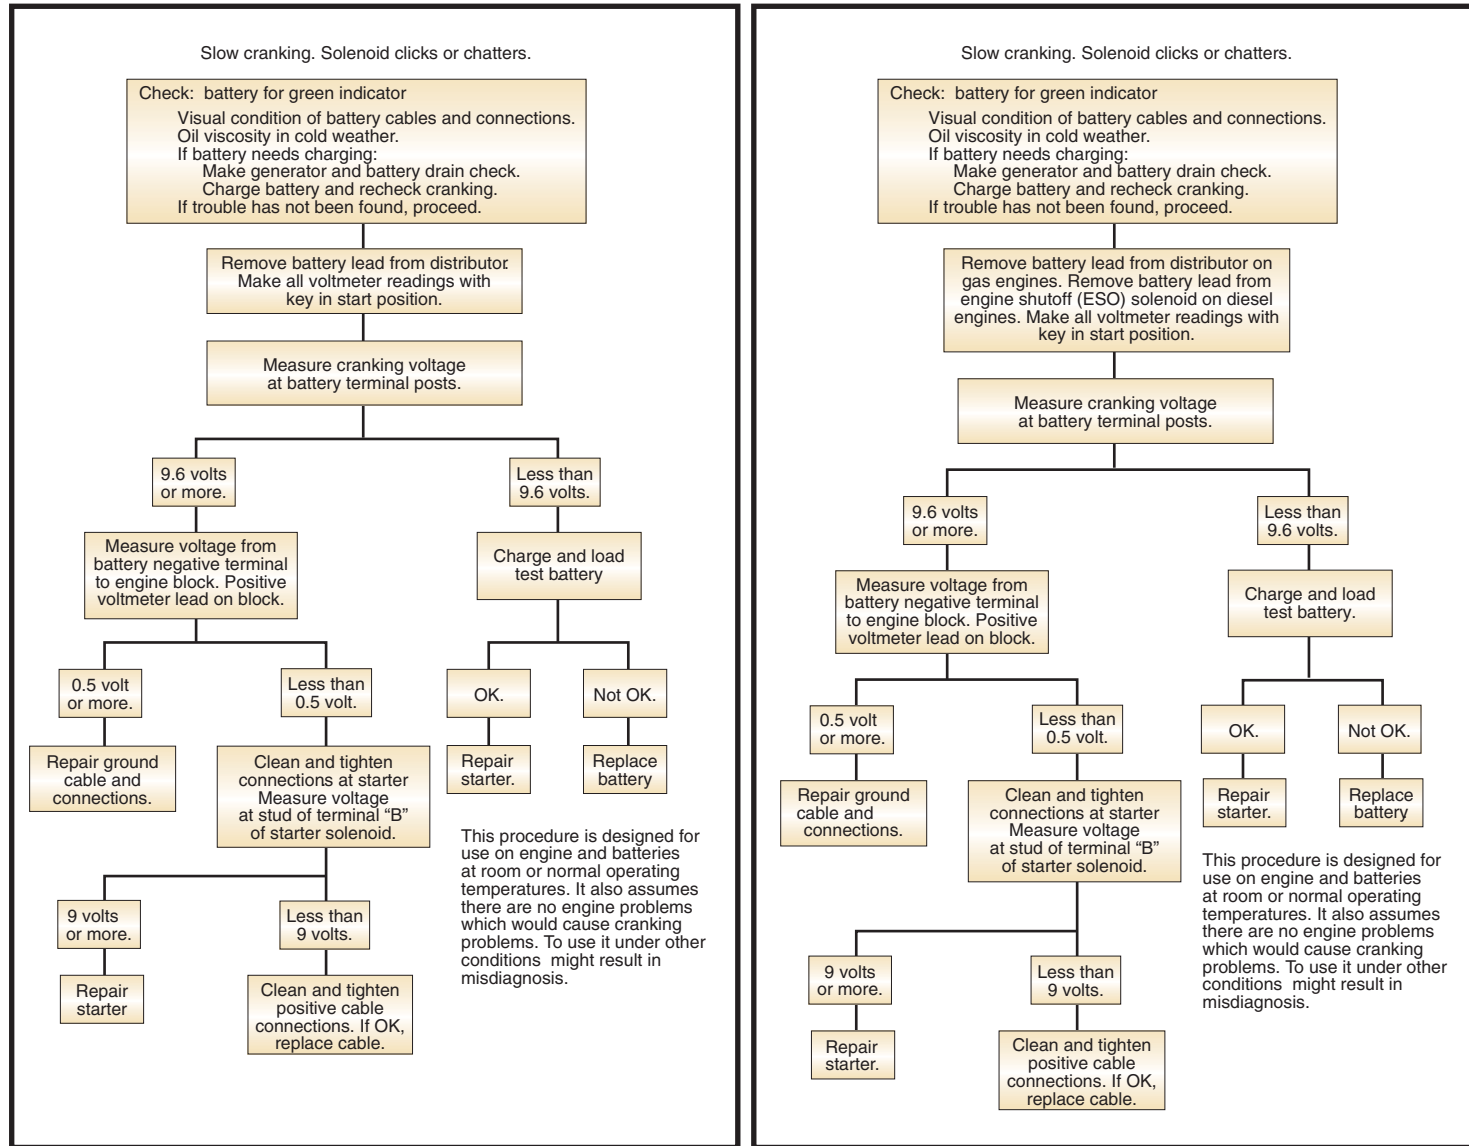 Slow cranking. Solenoid clicks or chatters.
Check: battery for green indicator
Visual condition of battery cables and connections.
Oil viscosity in cold weather.
If battery needs charging:
Make generator and battery drain check.
Charge battery and recheck cranking.
If trouble has not been found, proceed.
Remove battery lead from distributor.
Make all voltmeter readings with
key in start position.
Measure cranking voltage
at battery terminal posts.
9.6 volts
or more.
Less than
9.6 volts.
Measure voltage from
battery negative terminal
to engine block. Positive
voltmeter lead on block.
Charge and load
test battery
0.5 volt
or more.
Less than
0.5 volt.
OK.
Not OK.
Repair ground
cable and
connections.
Clean and tighten
connections at starter
Measure voltage
at stud of terminal “B”
of starter solenoid.
Repair
starter.
Replace
battery
This procedure is designed for
use on engine and batteries
at room or normal operating
temperatures. It also assumes
there are no engine problems
which would cause cranking
problems. To use it under other
conditions might result in
misdiagnosis.
9 volts
or more.
Less than
9 volts.
Repair
starter
Clean and tighten
positive cable
connections. If OK,
replace cable.
Slow cranking. Solenoid clicks or chatters.
Check: battery for green indicator
Visual condition of battery cables and connections.
Oil viscosity in cold weather.
If battery needs charging:
Make generator and battery drain check.
Charge battery and recheck cranking.
If trouble has not been found, proceed.
Remove battery lead from distributor on
gas engines. Remove battery lead from
engine shutoff (ESO) solenoid on diesel
engines. Make all voltmeter readings with
key in start position.
Measure cranking voltage
at battery terminal posts.
9.6 volts
or more.
Less than
9.6 volts.
Measure voltage from
battery negative terminal
to engine block. Positive
voltmeter lead on block.
Charge and load
test battery.
0.5 volt
or more.
Less than
0.5 volt.
OK.
Not OK.
Repair ground
cable and
connections.
Clean and tighten
connections at starter
Measure voltage
at stud of terminal “B”
of starter solenoid.
Repair
starter.
Replace
battery
This procedure is designed for
use on engine and batteries
at room or normal operating
temperatures. It also assumes
there are no engine problems
which would cause cranking
problems. To use it under other
conditions might result in
misdiagnosis.
9 volts
or more.
Less than
9 volts.
Repair
starter.
Clean and tighten
positive cable
connections. If OK,
replace cable.